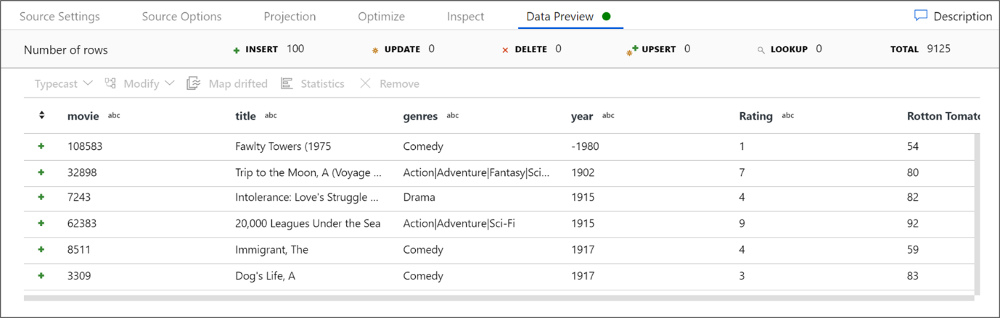 Source Settings Source Options Projection Optimize Inspect Data Preview Description
Number of rows INSERT 100 UPDATE 0 DELETE 0 UPSERT 0 LOOKUP 0 TOTAL 9125
Typecast Modify Map drifted Statistics Remove
movie abc title abc genres abc year abc Rating abc Rotton Tomato
108583 Fawlty Towers (1975 Comedy -1980 1 54
32898 Trip to the Moon, A (Voyage ... Action|Adventure|Fantasy|Sci... 1902 7 80
7243 Intolerance: Love's Struggle ... Drama 1915 4 82
62383 20,000 Leagues Under the Sea Action|Adventure|Sci-Fi 1915 9 92
8511 Immigrant, The Comedy 1917 4 59
3309 Dog's Life, A Comedy 1917 3 83